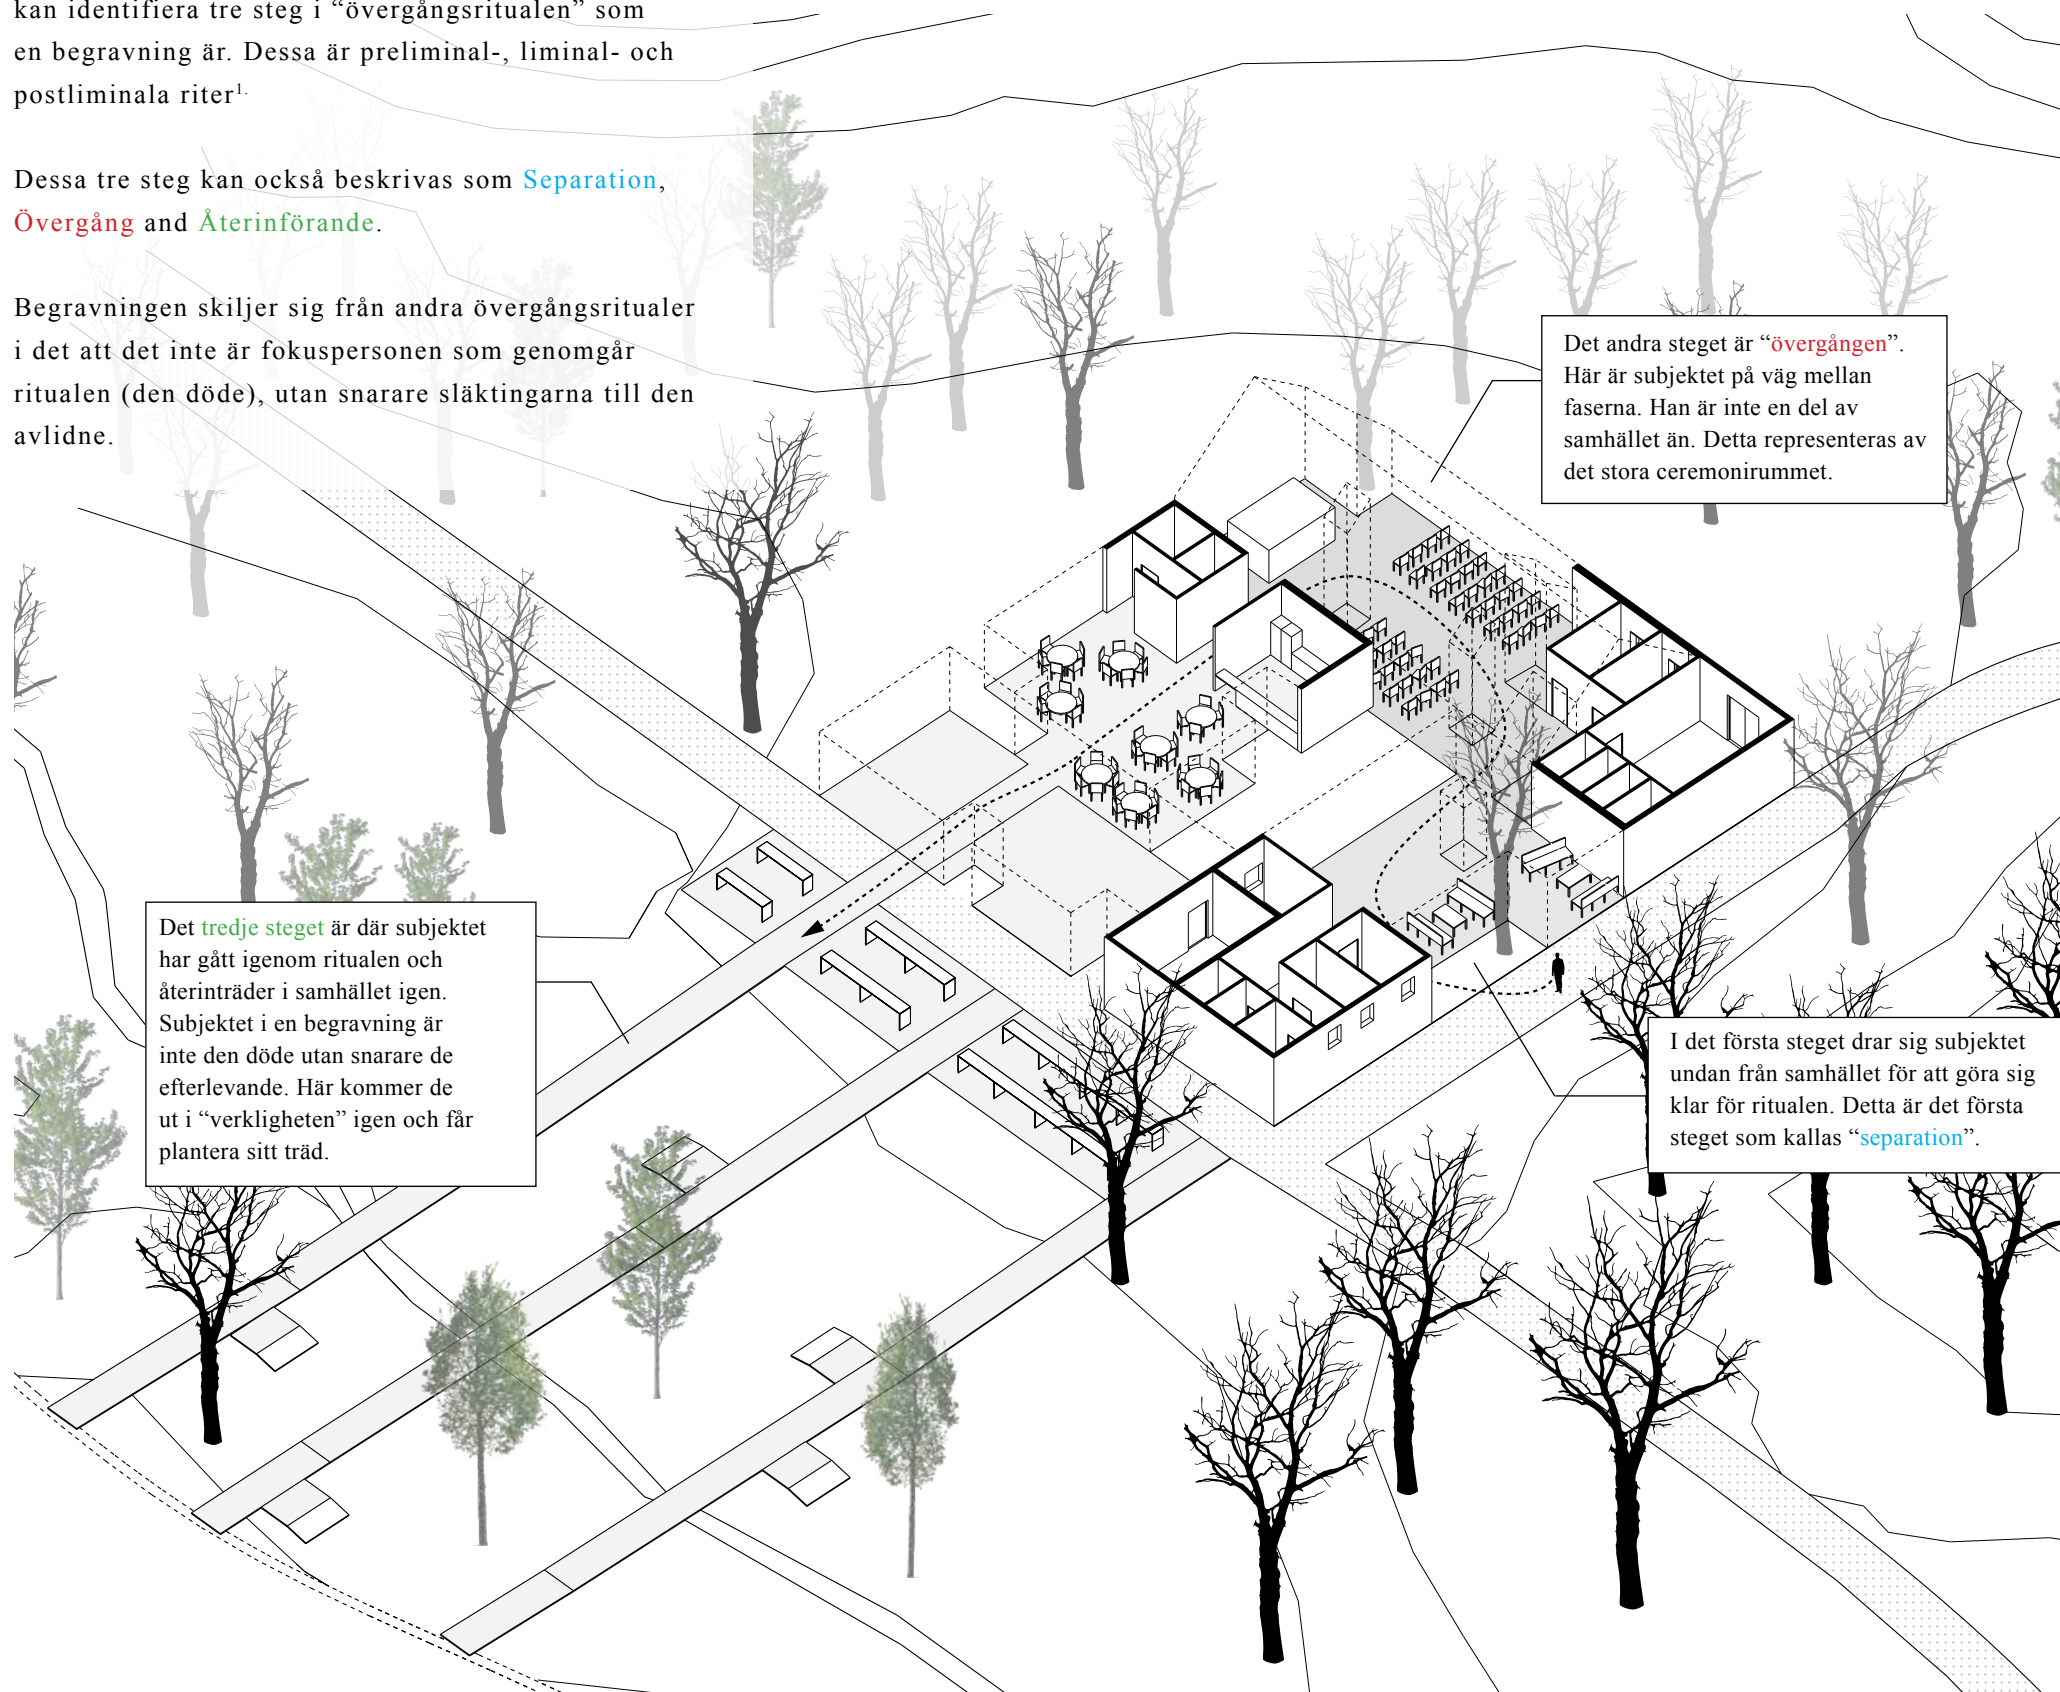 kan identifiera tre steg i “övergångsritualen” som
en begravning är. Dessa är preliminal-, liminal- och
postliminala riter1.
Dessa tre steg kan också beskrivas som Separation,
Övergång and Återinförande.
Begravningen skiljer sig från andra övergångsritualer
i det att det inte är fokuspersonen som genomgår
ritualen (den döde), utan snarare släktingarna till den
avlidne.
Det andra steget är “övergången”.
Här är subjektet på väg mellan
faserna. Han är inte en del av
samhället än. Detta representeras av
det stora ceremonirummet.
Det tredje steget är där subjektet
har gått igenom ritualen och
återinträder i samhället igen.
Subjektet i en begravning är
inte den döde utan snarare de
efterlevande. Här kommer de
ut i “verkligheten” igen och får
plantera sitt träd.
I det första steget drar sig subjektet
undan från samhället för att göra sig
klar för ritualen. Detta är det första
steget som kallas “separation”.